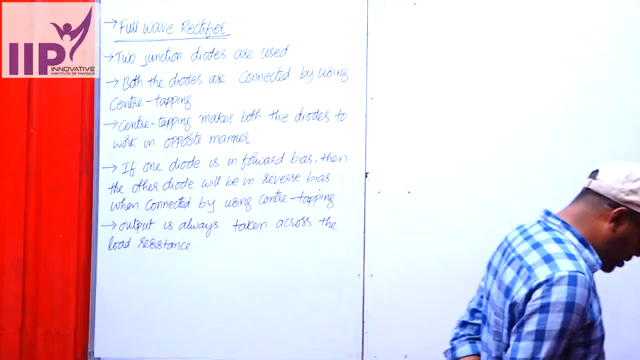 IIP
INNOVATIVE
INSTITUTE OF PHYSICS
→ Full wave Rectifier
→ Two junction diodes are used
→ Both the diodes are connected by using
centre-tapping
→ centre-tapping makes both the diodes to
work in opposite manner
→ If one diode is in forward bias, then
the other diode will be in reverse bias
when connected by using centre-tapping
→ output is always taken across the
load resistance